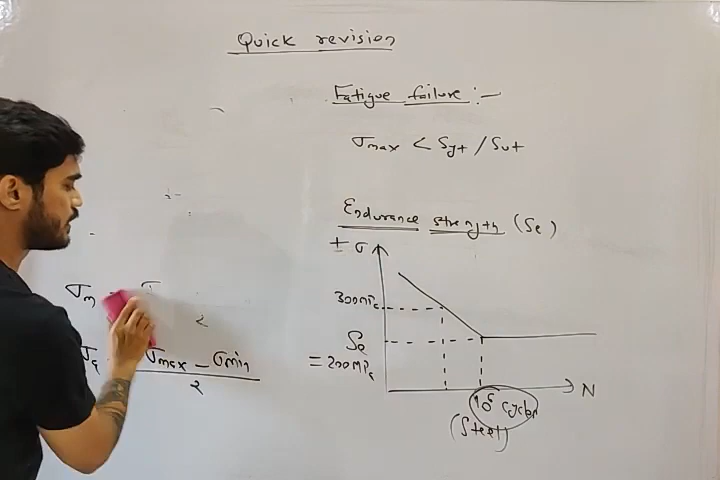 Quick revision
Fatigue failure:-
σmax < Syt / Sut
Endurance strength (Se)
± σ
300MPa
Se
= 200MPa
N
10⁶ cycles
(Steel)
σm
2
σa σmax - σmin
2